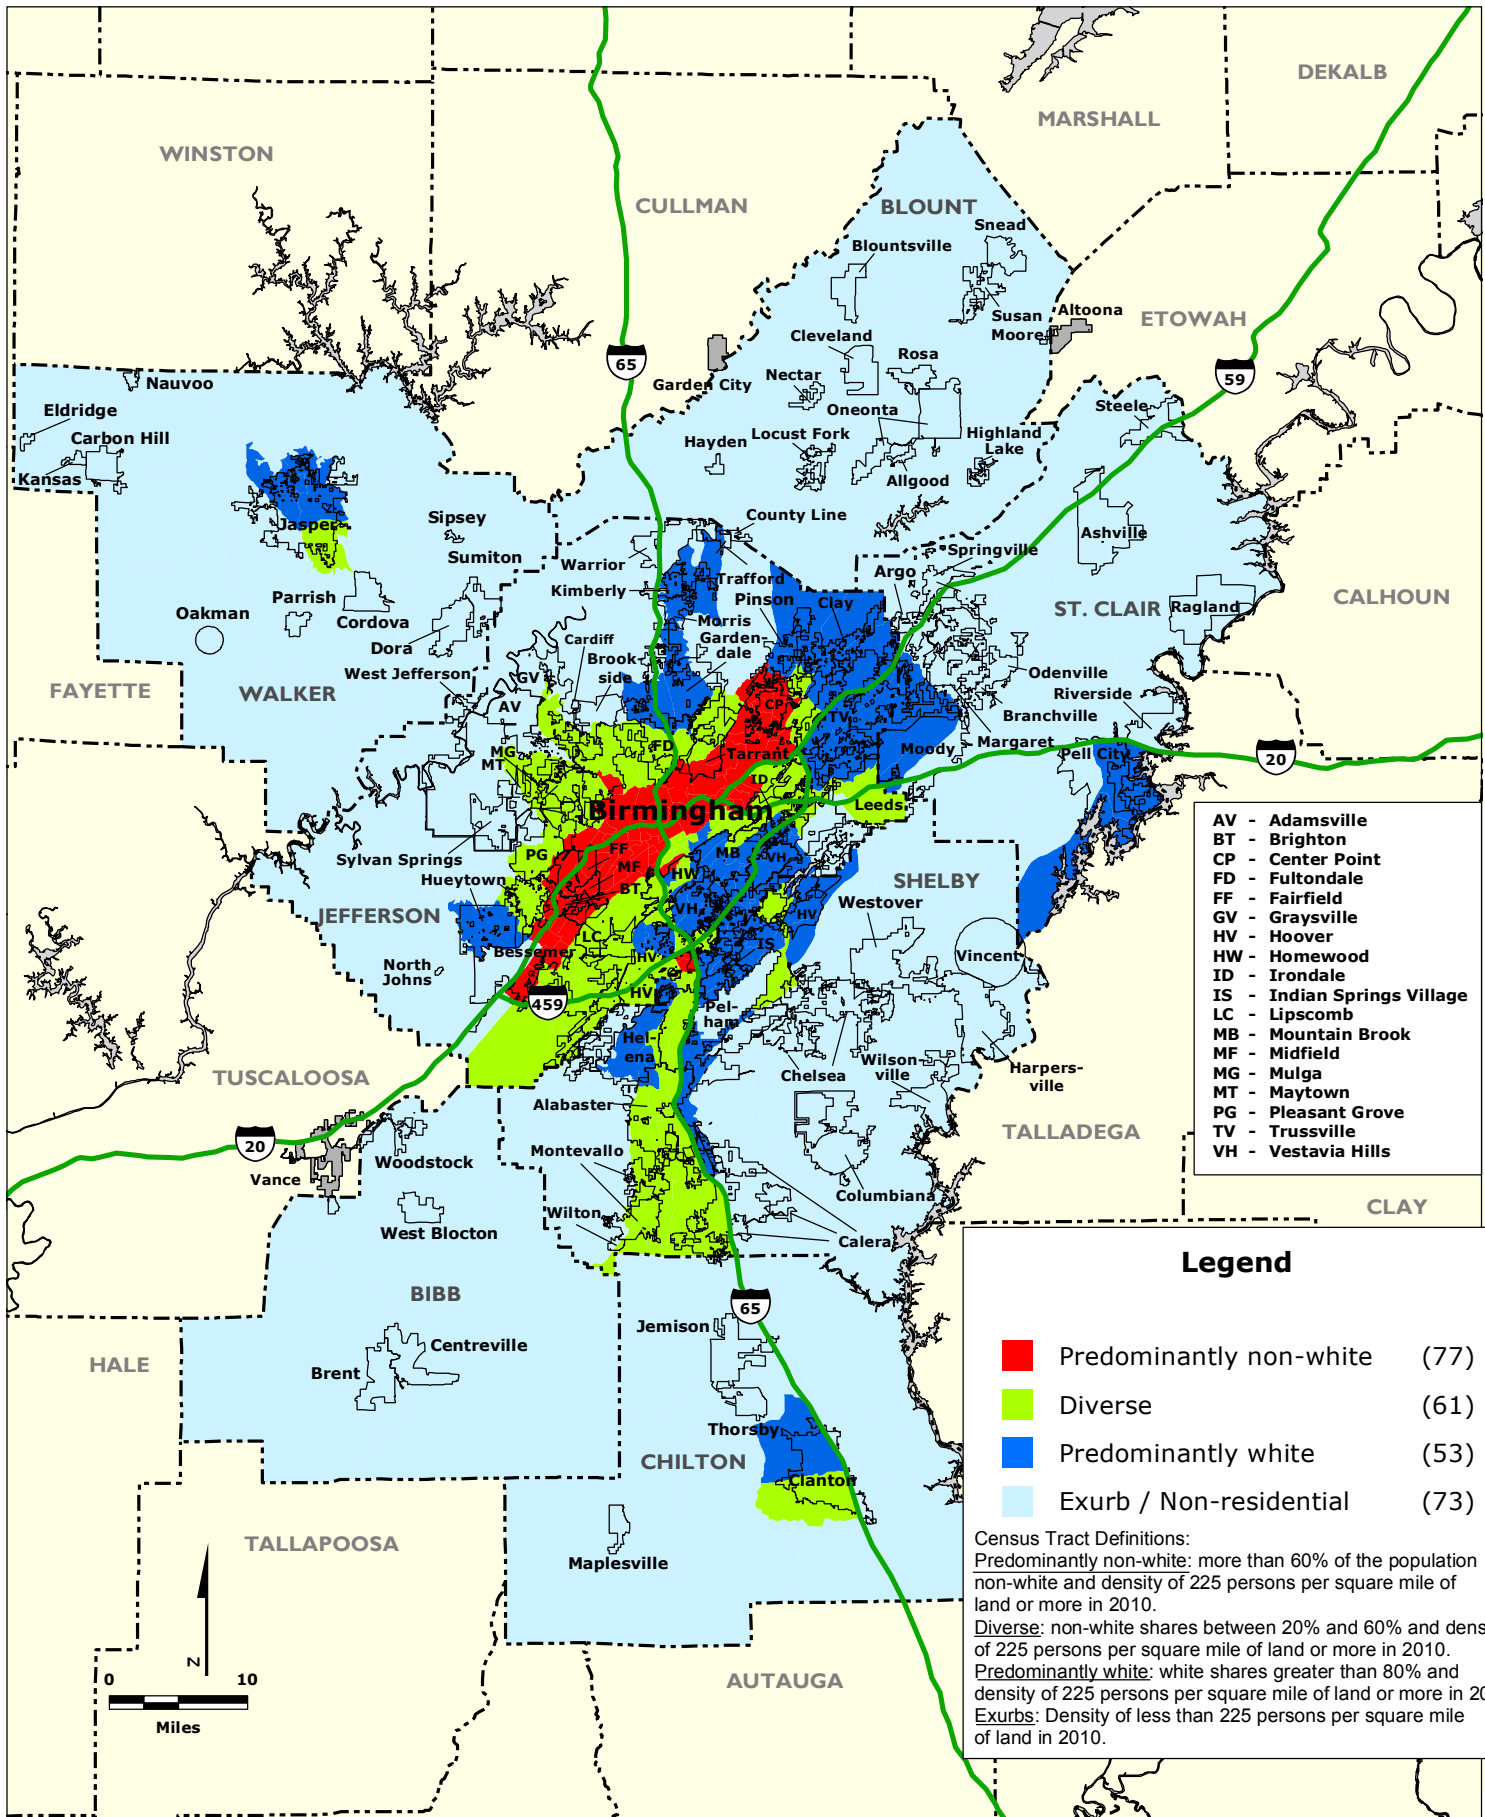 DEKALB
MARSHALL
WINSTON
CULLMAN
BLOUNT
Snead
Blountsville
Susan
Moore
Altoona
ETOWAH
Cleveland
Rosa
65
Garden City
Nectar
59
Nauvoo
Eldridge
Oneonta
Steele
Carbon Hill
Hayden
Locust Fork
Highland
Lake
Kansas
Allgood
Jasper
Sipsey
County Line
Ashville
Sumiton
Warrior
Springville
Argo
Kimberly
Trafford
Parrish
Pinson
Clay
ST. CLAIR
Ragland
CALHOUN
Oakman
Cordova
Morris
Dora
Cardiff
Garden-
dale
Brook-
side
West Jefferson
GV
Odenville
FAYETTE
WALKER
Riverside
AV
CP
TV
Branchville
MG
MT
FD
Tarrant
Moody
Margaret
Pell City
20
ID
Birmingham
Leeds
AV - Adamsville
BT - Brighton
CP - Center Point
FD - Fultondale
FF - Fairfield
GV - Graysville
HV - Hoover
HW - Homewood
ID - Irondale
IS - Indian Springs Village
LC - Lipscomb
MB - Mountain Brook
MF - Midfield
MG - Mulga
MT - Maytown
PG - Pleasant Grove
TV - Trussville
VH - Vestavia Hills
Sylvan Springs
PG
FF
MF
MB
VH
Hueytown
BT
HW
SHELBY
Westover
JEFFERSON
VH
HV
LC
IS
Bessemer
HV
Vincent
North
Johns
459
HV
Pel-
ham
Hel-
ena
TUSCALOOSA
Chelsea
Wilson-
ville
Harpers-
ville
Alabaster
TALLADEGA
20
Woodstock
Montevallo
Vance
Columbiana
West Blocton
Wilton
Calera
CLAY
BIBB
65
Jemison
Centreville
HALE
Brent
Thorsby
CHILTON
Clanton
TALLAPOOSA
Maplesville
AUTAUGA
N
0 10
Miles
Legend
Predominantly non-white (77)
Diverse (61)
Predominantly white (53)
Exurb / Non-residential (73)
Census Tract Definitions:
Predominantly non-white: more than 60% of the population
non-white and density of 225 persons per square mile of
land or more in 2010.
Diverse: non-white shares between 20% and 60% and dens
of 225 persons per square mile of land or more in 2010.
Predominantly white: white shares greater than 80% and
density of 225 persons per square mile of land or more in 20
Exurbs: Density of less than 225 persons per square mile
of land in 2010.